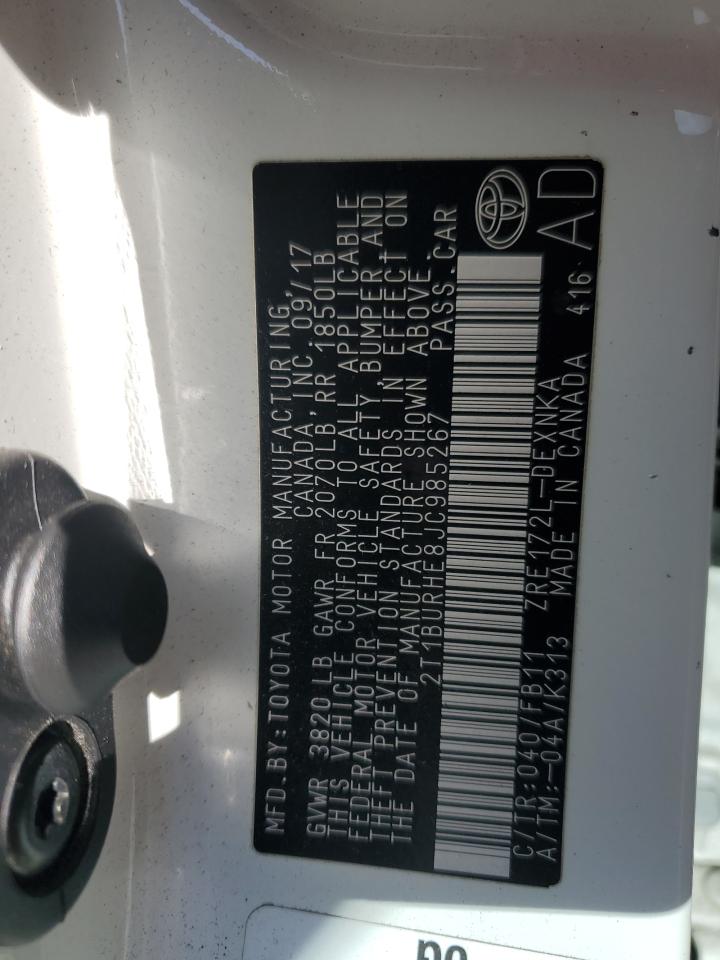 MFD.BY:TOYOTA MOTOR MANUFACTURING
CANADA, INC. 09/17
GVWR 3820LB GAWR FR 2070LB,RR 1850LB
THIS VEHICLE CONFORMS TO ALL APPLICABLE
FEDERAL MOTOR VEHICLE SAFETY,BUMPER,AND
THEFT PREVENTION STANDARDS IN EFFECT ON
THE DATE OF MANUFACTURE SHOWN ABOVE.
2T1BURHE8JC985267 PASS.CAR
C/TR:040/FB11 ZRE172L-DEXNKA AD
A/TM:-04A/K313 MADE IN CANADA 416